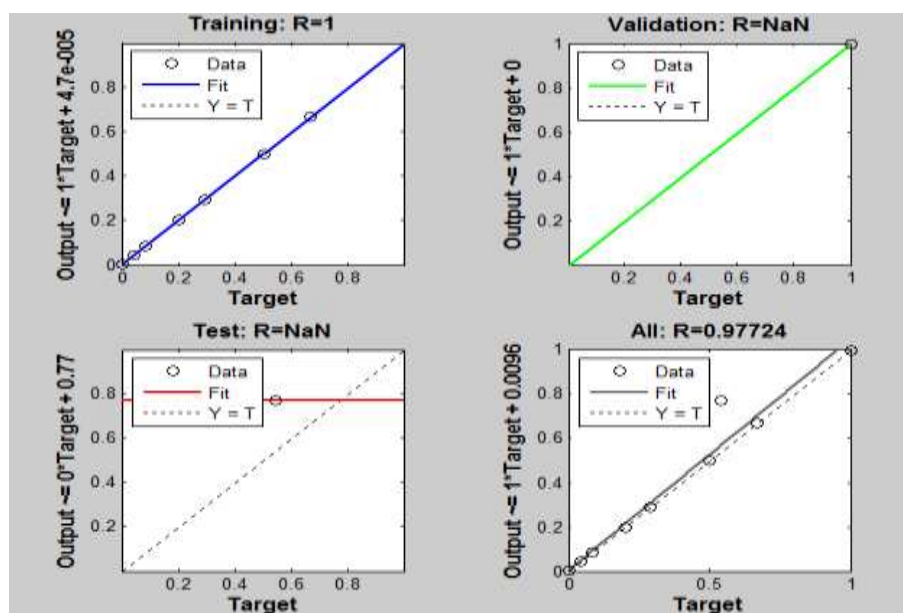 Training: R=1
Output ~= 1*Target + 4.7e-005
1
0.8
0.6
0.4
0.2
0
Data
Fit
Y = T
0 0.2 0.4 0.6 0.8
Target
Validation: R=NaN
Output ~= 1*Target + 0
1
0.8
0.6
0.4
0.2
Data
Fit
Y = T
0.2 0.4 0.6 0.8 1
Target
Test: R=NaN
Output ~= 0*Target + 0.77
0.8
0.6
0.4
0.2
Data
Fit
Y = T
0.2 0.4 0.6 0.8
Target
All: R=0.97724
Output ~= 1*Target + 0.0096
1
0.8
0.6
0.4
0.2
0
Data
Fit
Y = T
0 0.5 1
Target